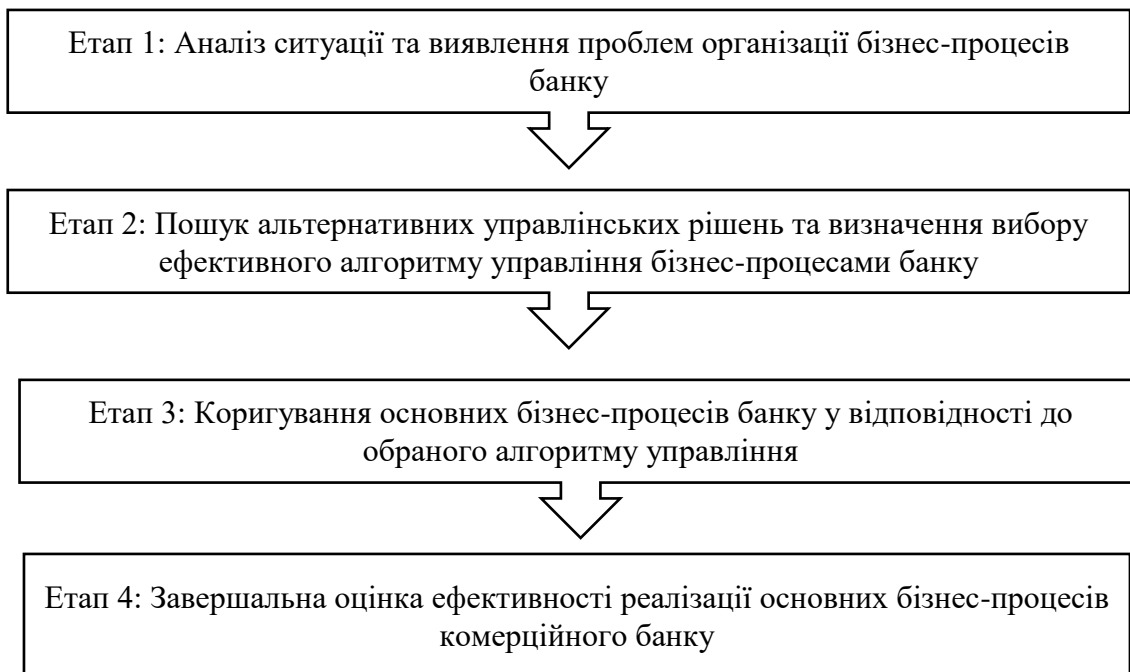 Етап 1: Аналіз ситуації та виявлення проблем організації бізнес-процесів
банку
Етап 2: Пошук альтернативних управлінських рішень та визначення вибору
ефективного алгоритму управління бізнес-процесами банку
Етап 3: Коригування основних бізнес-процесів банку у відповідності до
обраного алгоритму управління
Етап 4: Завершальна оцінка ефективності реалізації основних бізнес-процесів
комерційного банку